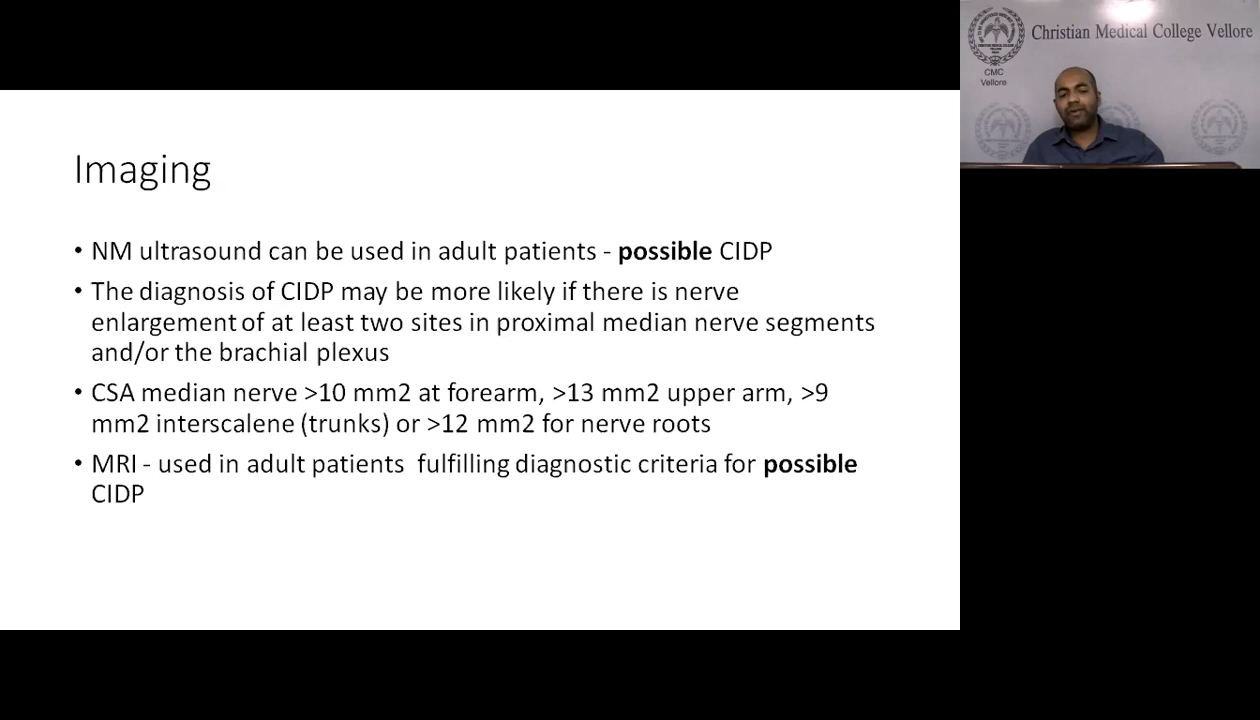 Imaging
• NM ultrasound can be used in adult patients - possible CIDP
• The diagnosis of CIDP may be more likely if there is nerve
enlargement of at least two sites in proximal median nerve segments
and/or the brachial plexus
• CSA median nerve >10 mm2 at forearm, >13 mm2 upper arm, >9
mm2 interscalene (trunks) or >12 mm2 for nerve roots
• MRI - used in adult patients  fulfilling diagnostic criteria for possible
CIDP
Christian Medical College Vellore
CMC
Vellore